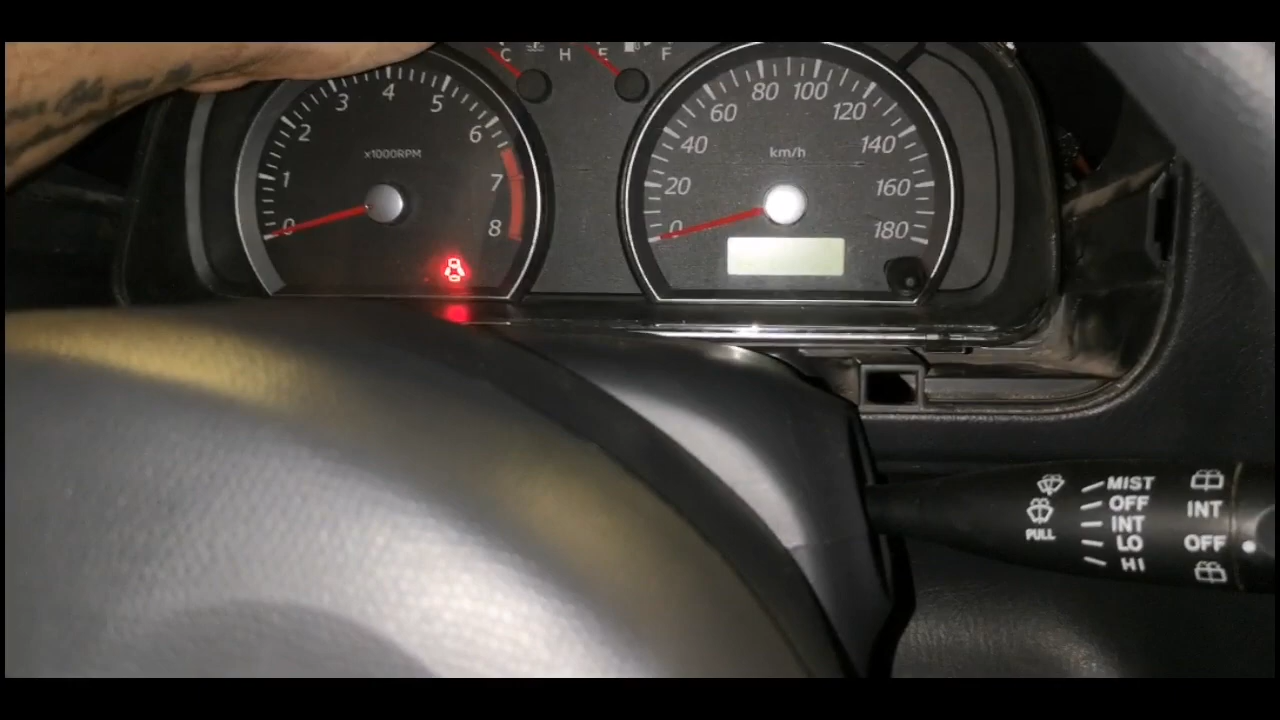 C H E F
0 1 2 3 4 5 6 7 8
x1000RPM
0 20 40 60 80 100 120 140 160 180
km/h
MIST
OFF
INT
LO
HI
PULL
INT
OFF